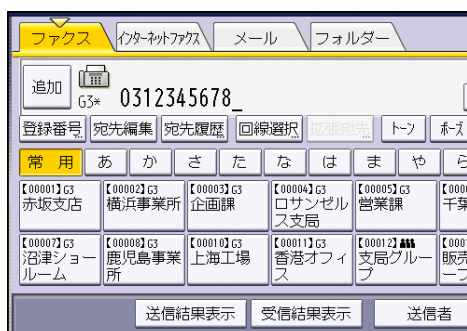 ファクス インターネットファクス メール フォルダー
追加 G3* 0312345678_
登録番号 宛先編集 宛先履歴 回線選択 拡張宛先 トーン ポーズ
常用 あ か さ た な は ま や ら
【00001】G3 【00002】G3 【00003】G3 【00004】G3 【00005】G3
赤坂支店 横浜事業所 企画課 ロサンゼルス支局 営業課 千葉
【00007】G3 【00008】G3 【00010】G3 【00011】G3 【00012】
沼津ショールーム 鹿児島事業所 上海工場 香港オフィス 支局グループ 販売
送信結果表示 受信結果表示 送信者